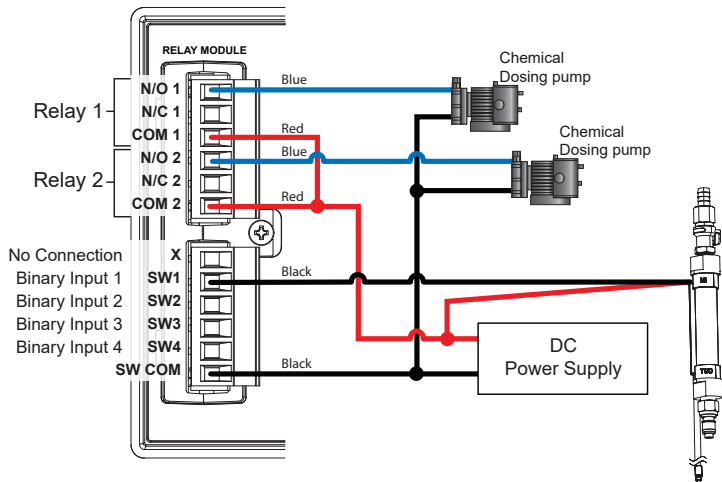 RELAY MODULE
Relay 1
N/O 1
N/C 1
COM 1
Relay 2
N/O 2
N/C 2
COM 2
Blue
Red
Blue
Red
Chemical
Dosing pump
Chemical
Dosing pump
No Connection X
Binary Input 1 SW1
Binary Input 2 SW2
Binary Input 3 SW3
Binary Input 4 SW4
SW COM
Black
Black
DC
Power Supply